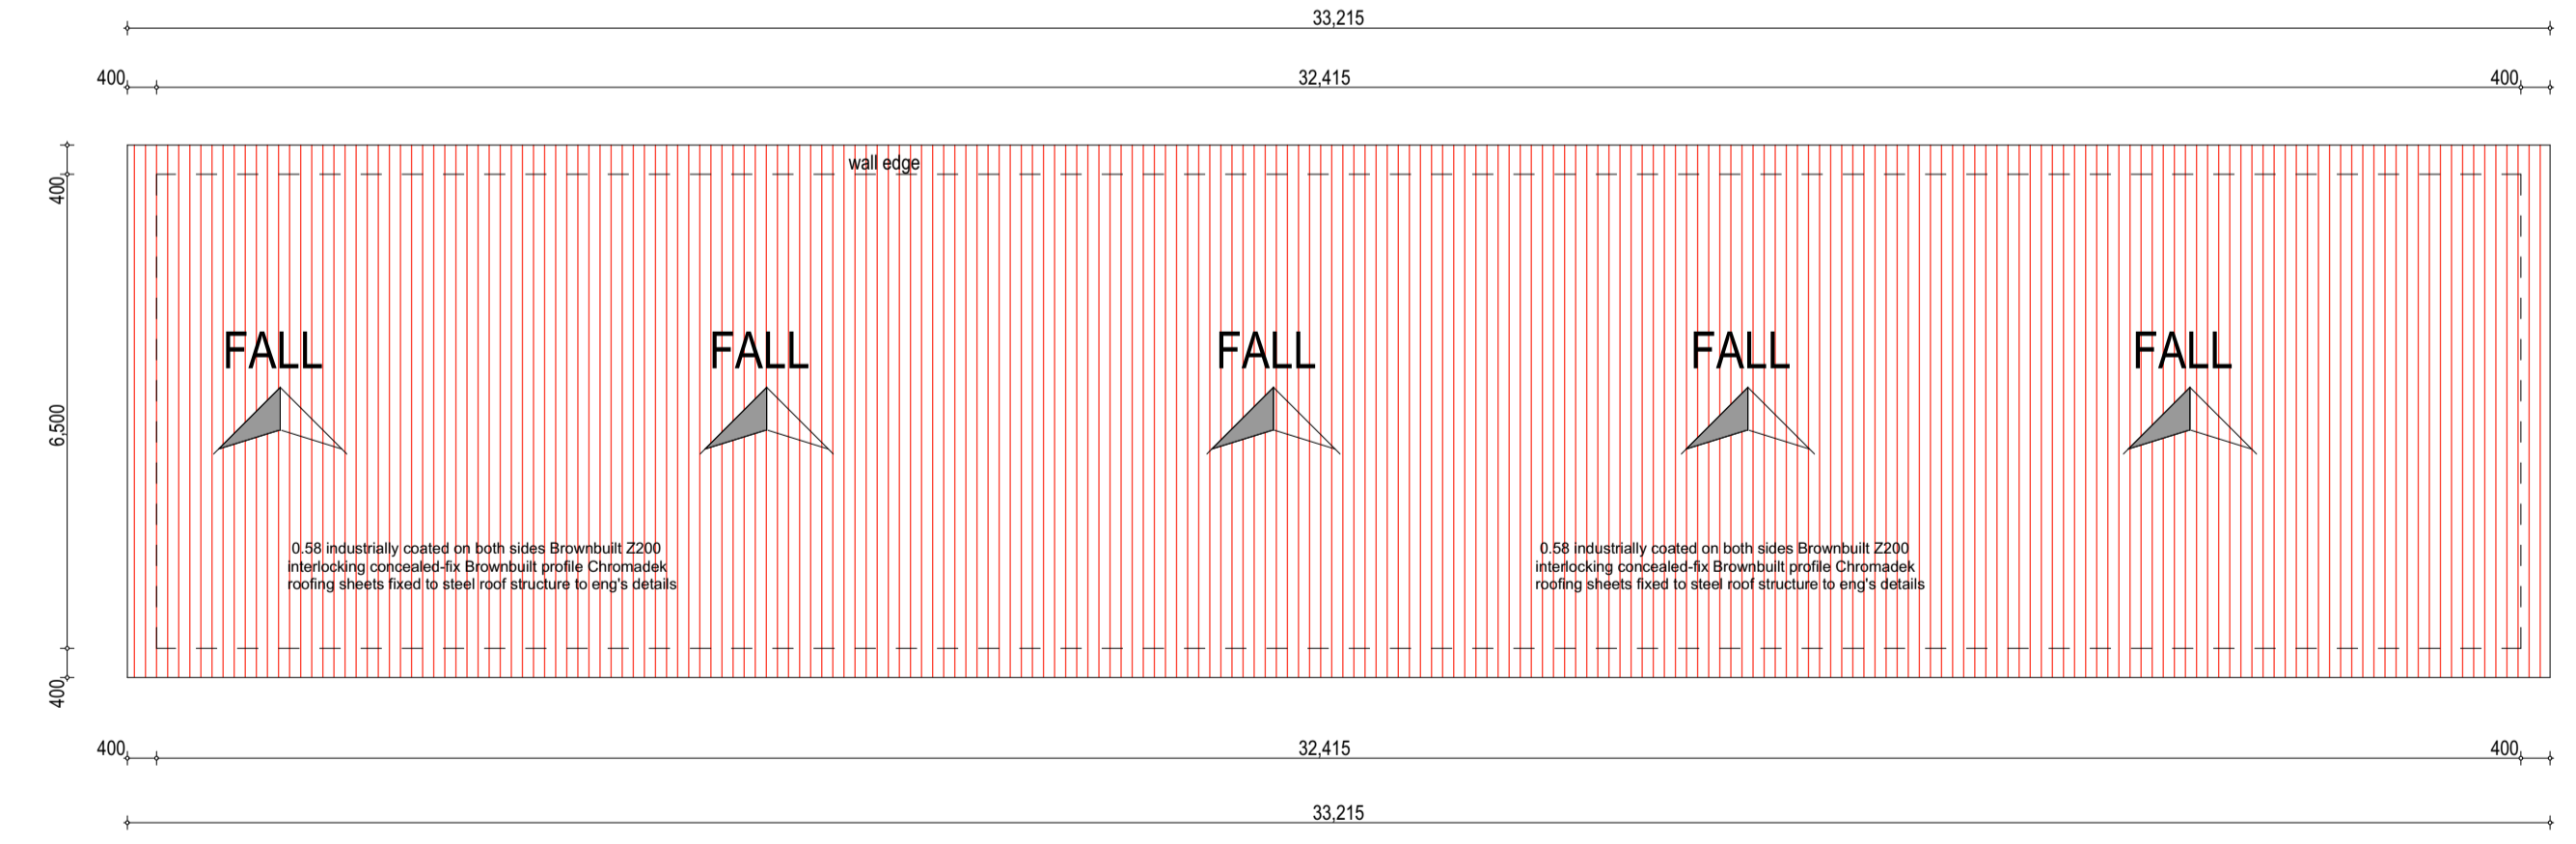 33,215
400 32,415 400
400
wall edge
FALL FALL FALL FALL FALL
6,500
0.58 industrially coated on both sides Brownbuilt Z200
interlocking concealed-fix Brownbuilt profile Chromadek
roofing sheets fixed to steel roof structure to eng's details
0.58 industrially coated on both sides Brownbuilt Z200
interlocking concealed-fix Brownbuilt profile Chromadek
roofing sheets fixed to steel roof structure to eng's details
400
400 32,415 400
33,215